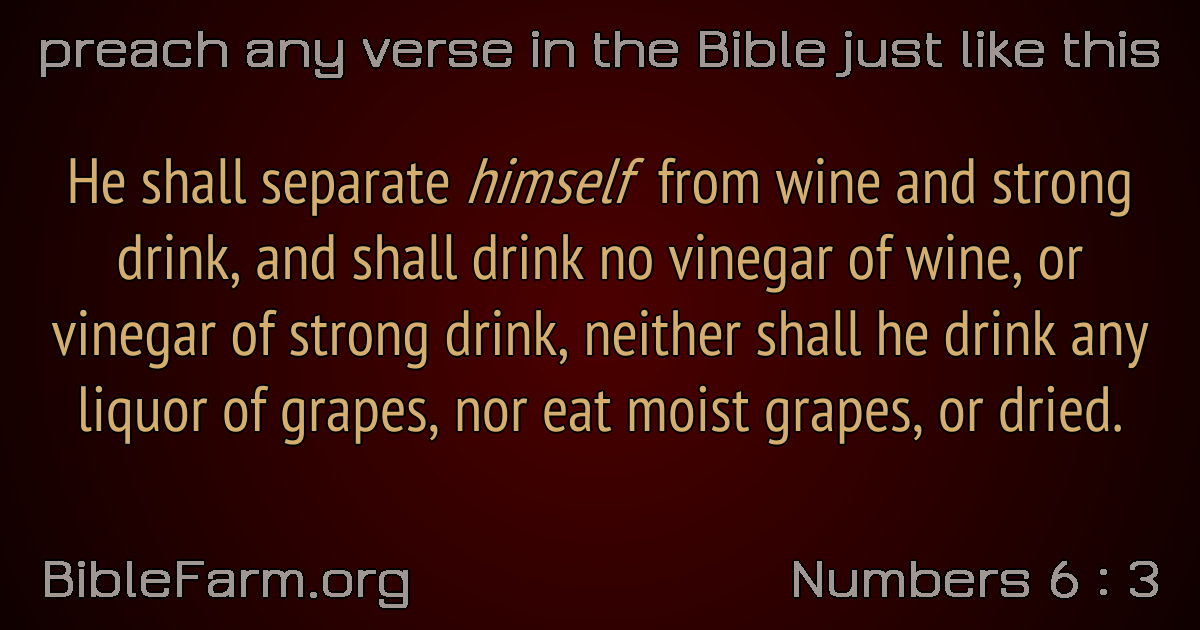 preach any verse in the Bible just like this
He shall separate himself from wine and strong
drink, and shall drink no vinegar of wine, or
vinegar of strong drink, neither shall he drink any
liquor of grapes, nor eat moist grapes, or dried.
BibleFarm.org
Numbers 6 : 3